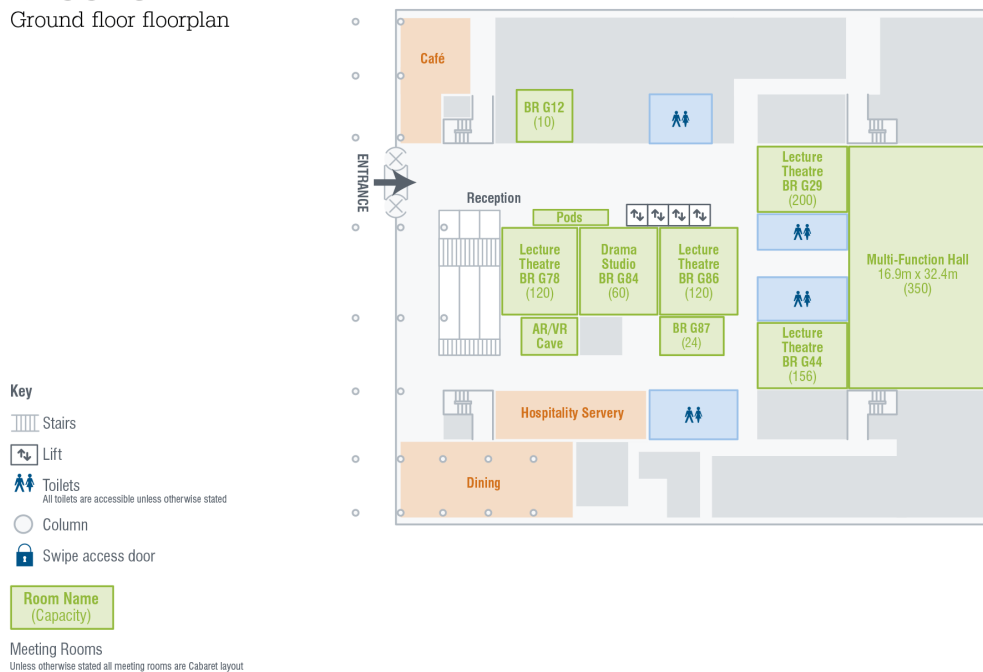 Ground floor floorplan
Café
BR G12
(10)
ENTRANCE
Reception
Pods
Lecture
Theatre
BR G29
(200)
Lecture
Theatre
BR G78
(120)
Drama
Studio
BR G84
(60)
Lecture
Theatre
BR G86
(120)
Multi-Function Hall
16.9m x 32.4m
(350)
AR/VR
Cave
BR G87
(24)
Lecture
Theatre
BR G44
(156)
Hospitality Servery
Dining
Key
Stairs
Lift
Toilets
All toilets are accessible unless otherwise stated
Column
Swipe access door
Room Name
(Capacity)
Meeting Rooms
Unless otherwise stated all meeting rooms are Cabaret layout